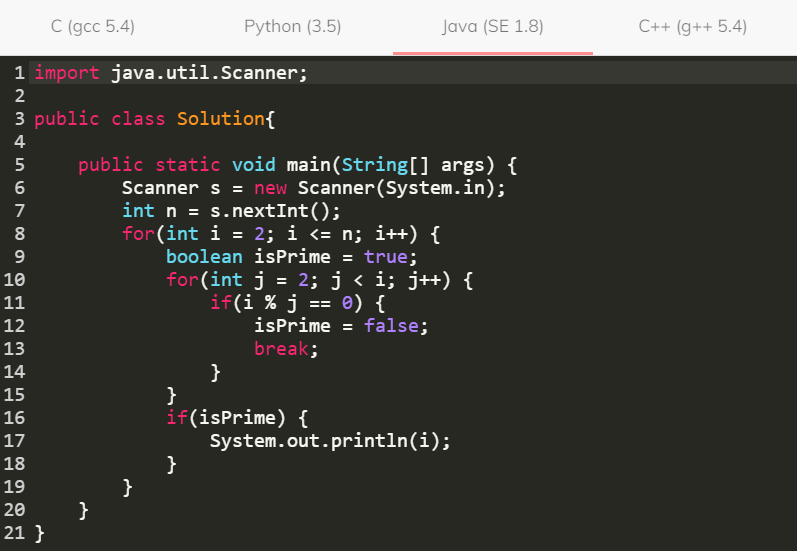 C (gcc 5.4) Python (3.5) Java (SE 1.8) C++ (g++ 5.4)
1 import java.util.Scanner;
2
3 public class Solution{
4
5     public static void main(String[] args) {
6         Scanner s = new Scanner(System.in);
7         int n = s.nextInt();
8         for(int i = 2; i <= n; i++) {
9             boolean isPrime = true;
10             for(int j = 2; j < i; j++) {
11                 if(i % j == 0) {
12                     isPrime = false;
13                     break;
14                 }
15             }
16             if(isPrime) {
17                 System.out.println(i);
18             }
19         }
20     }
21 }